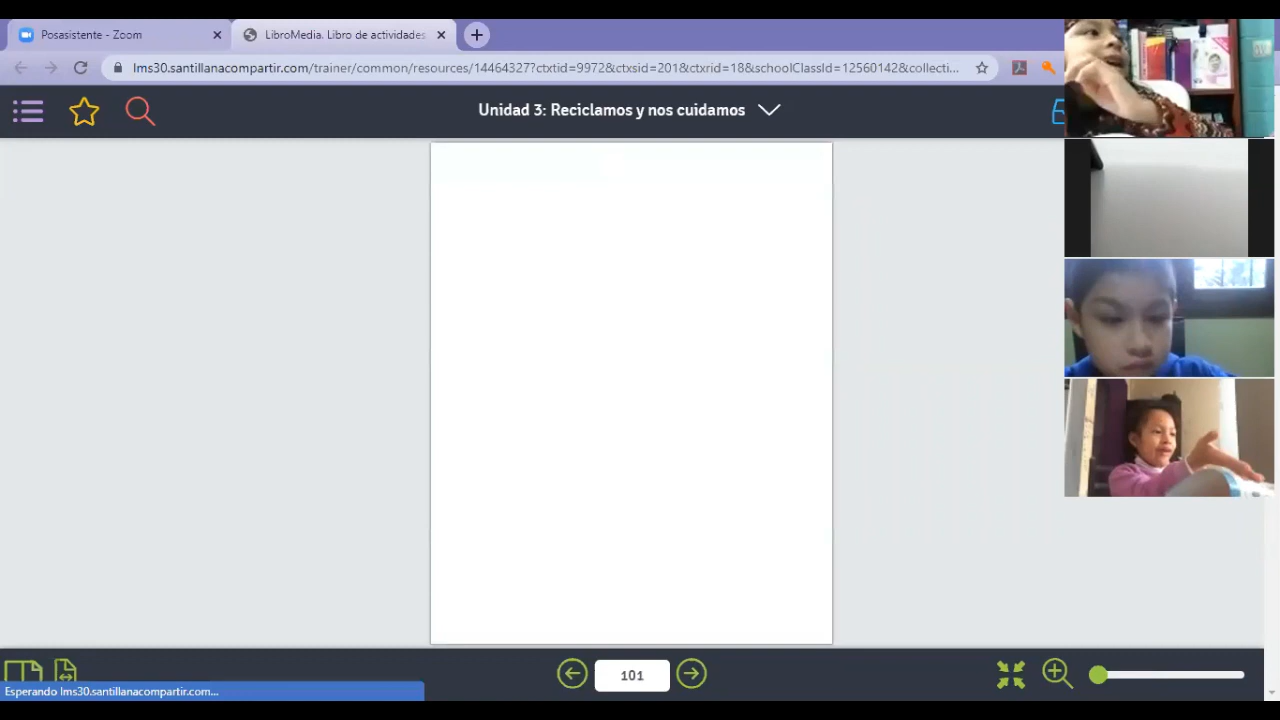 Posasistente - Zoom
LibroMedia. Libro de actividades
lms30.santillanacompartir.com/trainer/common/resources/14464827?ctxtid=9972&ctxsid=201&ctxrid=18&schoolClassId=12560142&collecti...
Unidad 3: Reciclamos y nos cuidamos
101
Esperando lms30.santillanacompartir.com...